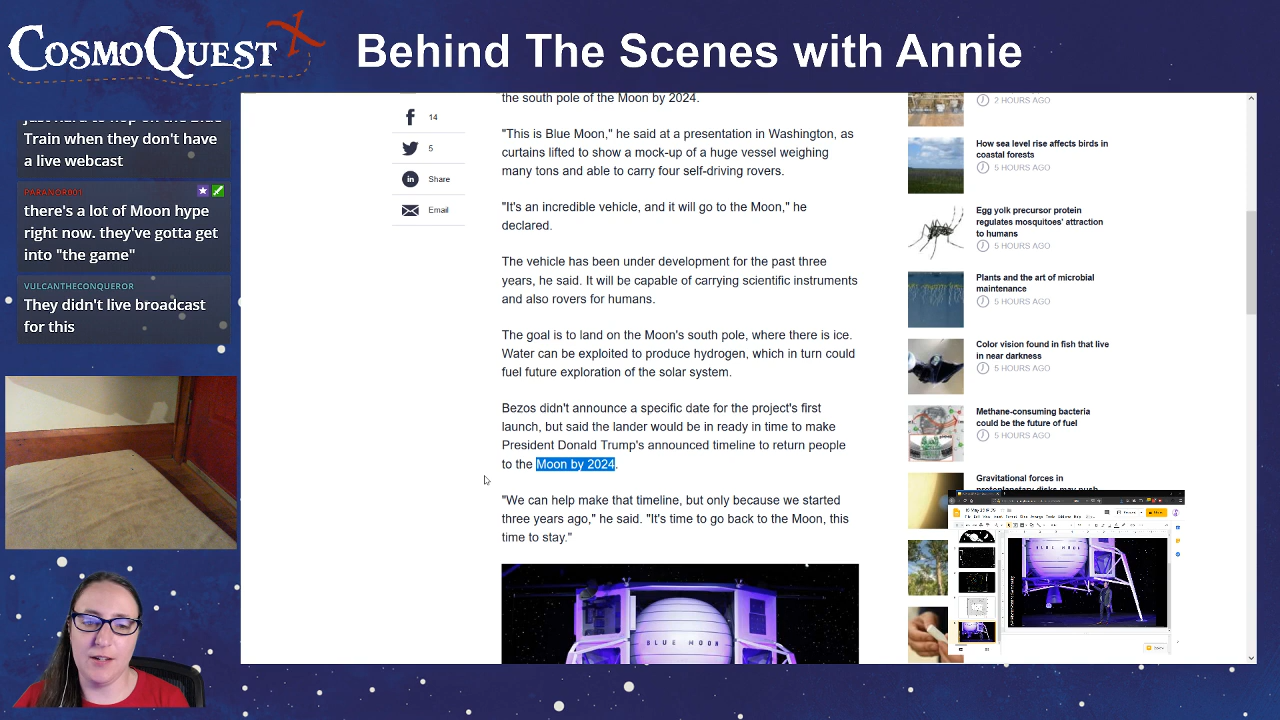 COSMOQUEST X
Behind The Scenes with Annie
Train when they don't have
a live webcast
PARANOR001
there's a lot of Moon hype
right now. they've gotta get
into "the game"
VULCANTHECONQUEROR
They didn't live broadcast
for this
14
5
Share
Email
the south pole of the Moon by 2024.
"This is Blue Moon," he said at a presentation in Washington, as
curtains lifted to show a mock-up of a huge vessel weighing
many tons and able to carry four self-driving rovers.
"It's an incredible vehicle, and it will go to the Moon," he
declared.
The vehicle has been under development for the past three
years, he said. It will be capable of carrying scientific instruments
and also rovers for humans.
The goal is to land on the Moon's south pole, where there is ice.
Water can be exploited to produce hydrogen, which in turn could
fuel future exploration of the solar system.
Bezos didn't announce a specific date for the project's first
launch, but said the lander would be in ready in time to make
President Donald Trump's announced timeline to return people
to the Moon by 2024.
"We can help make that timeline, but only because we started
three years ago," he said. "It's time to go back to the Moon, this
time to stay."
BLUE MOON
2 HOURS AGO
How sea level rise affects birds in
coastal forests
5 HOURS AGO
Egg yolk precursor protein
regulates mosquitoes' attraction
to humans
5 HOURS AGO
Plants and the art of microbial
maintenance
5 HOURS AGO
Color vision found in fish that live
in near darkness
5 HOURS AGO
Methane-consuming bacteria
could be the future of fuel
5 HOURS AGO
Gravitational forces in
BLUE MOON